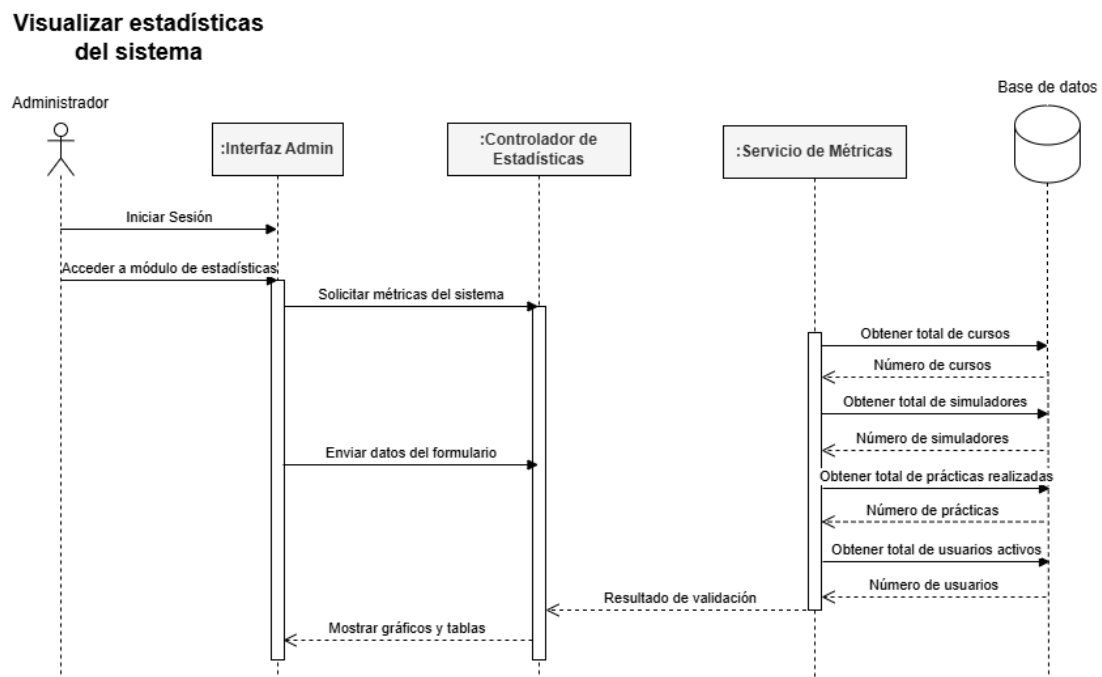 Visualizar estadísticas
del sistema
Administrador
:Interfaz Admin
:Controlador de
Estadísticas
:Servicio de Métricas
Base de datos
Iniciar Sesión
Acceder a módulo de estadísticas
Solicitar métricas del sistema
Obtener total de cursos
Número de cursos
Obtener total de simuladores
Número de simuladores
Enviar datos del formulario
Obtener total de prácticas realizadas
Número de prácticas
Obtener total de usuarios activos
Número de usuarios
Resultado de validación
Mostrar gráficos y tablas